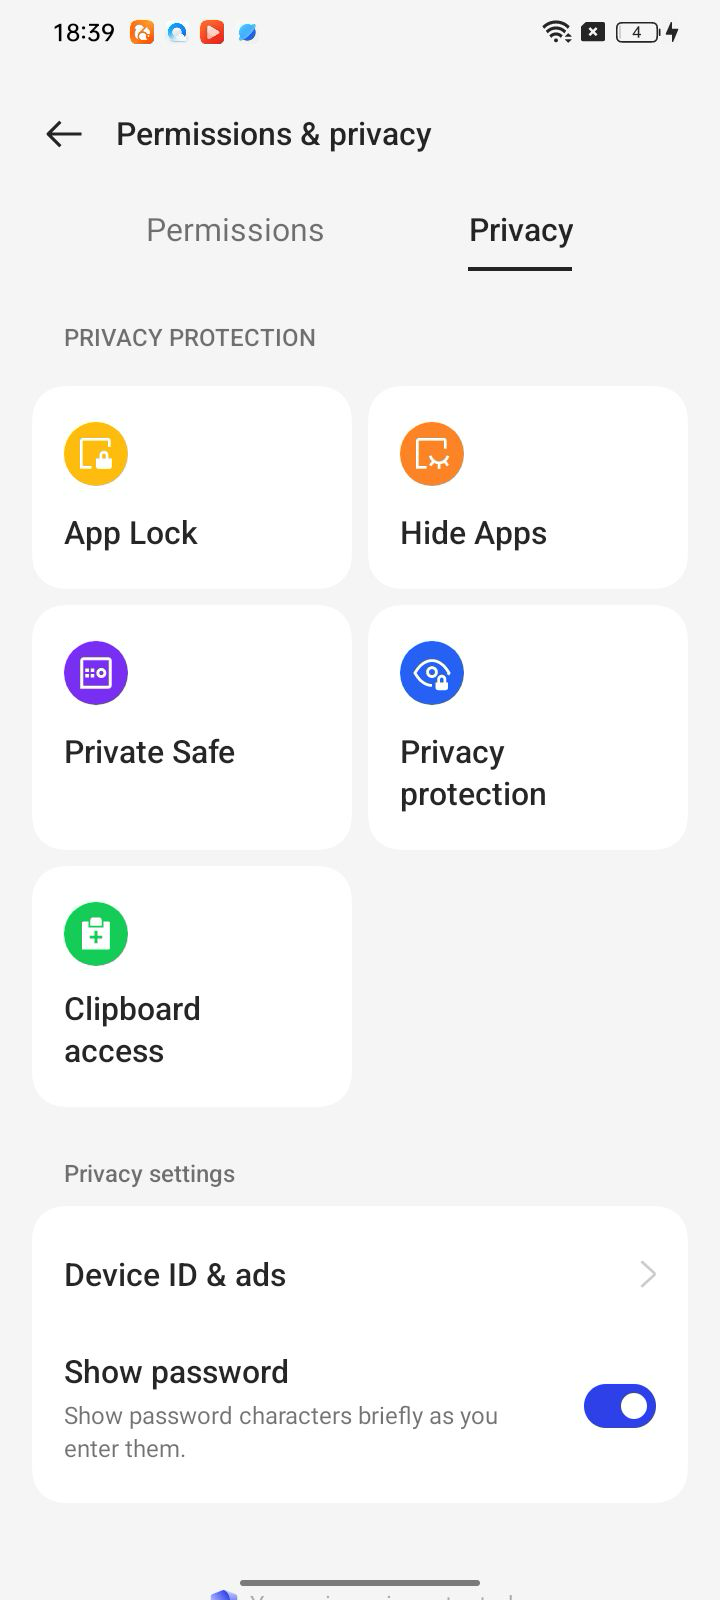 18:39
4
Permissions & privacy
Permissions
Privacy
PRIVACY PROTECTION
App Lock
Hide Apps
Private Safe
Privacy
protection
Clipboard
access
Privacy settings
Device ID & ads
Show password
Show password characters briefly as you
enter them.